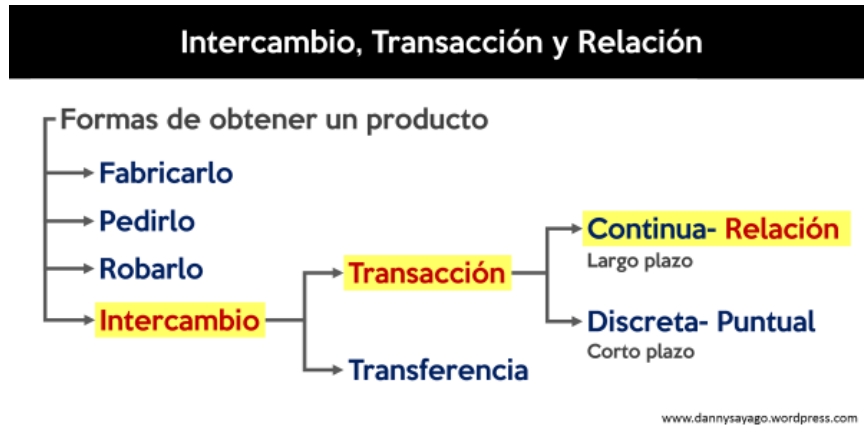 Intercambio, Transacción y Relación
Formas de obtener un producto
Fabricarlo
Pedirlo
Robarlo
Intercambio
Transacción
Transferencia
Continua- Relación
Largo plazo
Discreta- Puntual
Corto plazo
www.dannysayago.wordpress.com